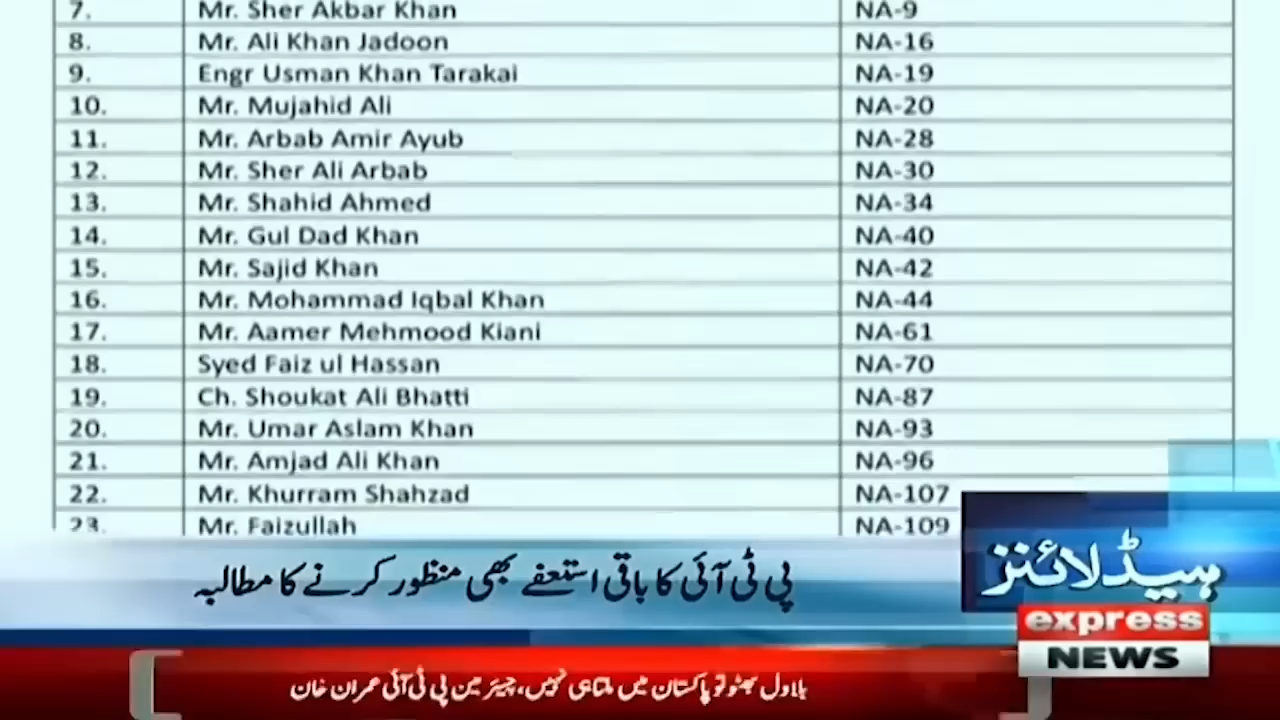 7. Mr. Sher Akbar Khan NA-9
8. Mr. Ali Khan Jadoon NA-16
9. Engr Usman Khan Tarakai NA-19
10. Mr. Mujahid Ali NA-20
11. Mr. Arbab Amir Ayub NA-28
12. Mr. Sher Ali Arbab NA-30
13. Mr. Shahid Ahmed NA-34
14. Mr. Gul Dad Khan NA-40
15. Mr. Sajid Khan NA-42
16. Mr. Mohammad Iqbal Khan NA-44
17. Mr. Aamer Mehmood Kiani NA-61
18. Syed Faiz ul Hassan NA-70
19. Ch. Shoukat Ali Bhatti NA-87
20. Mr. Umar Aslam Khan NA-93
21. Mr. Amjad Ali Khan NA-96
22. Mr. Khurram Shahzad NA-107
23. Mr. Faizullah NA-109
ہیڈلائنز
پی ٹی آئی کا باقی استعفے بھی منظور کرنے کا مطالبہ
express
NEWS
بلاول بھٹو تو پاکستان میں ملتا ہی نہیں، چیئرمین پی ٹی آئی عمران خان